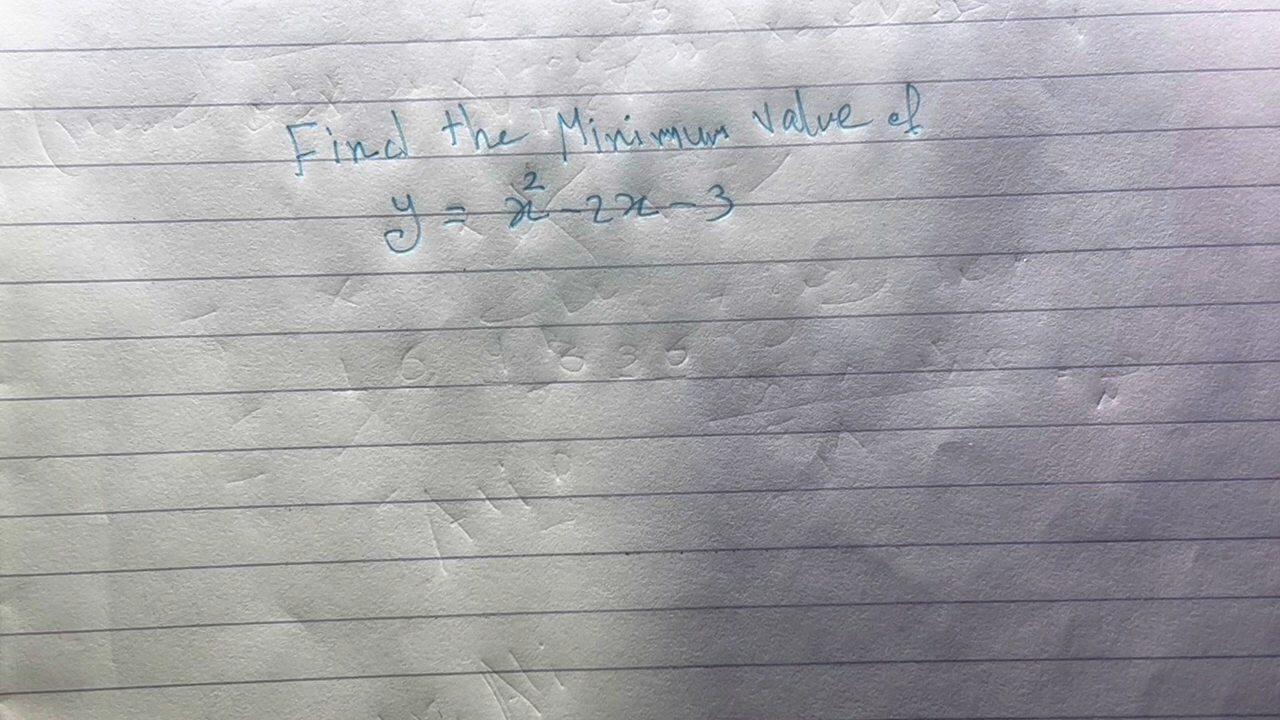 Find the Minimum value of
y = x² - 2x - 3